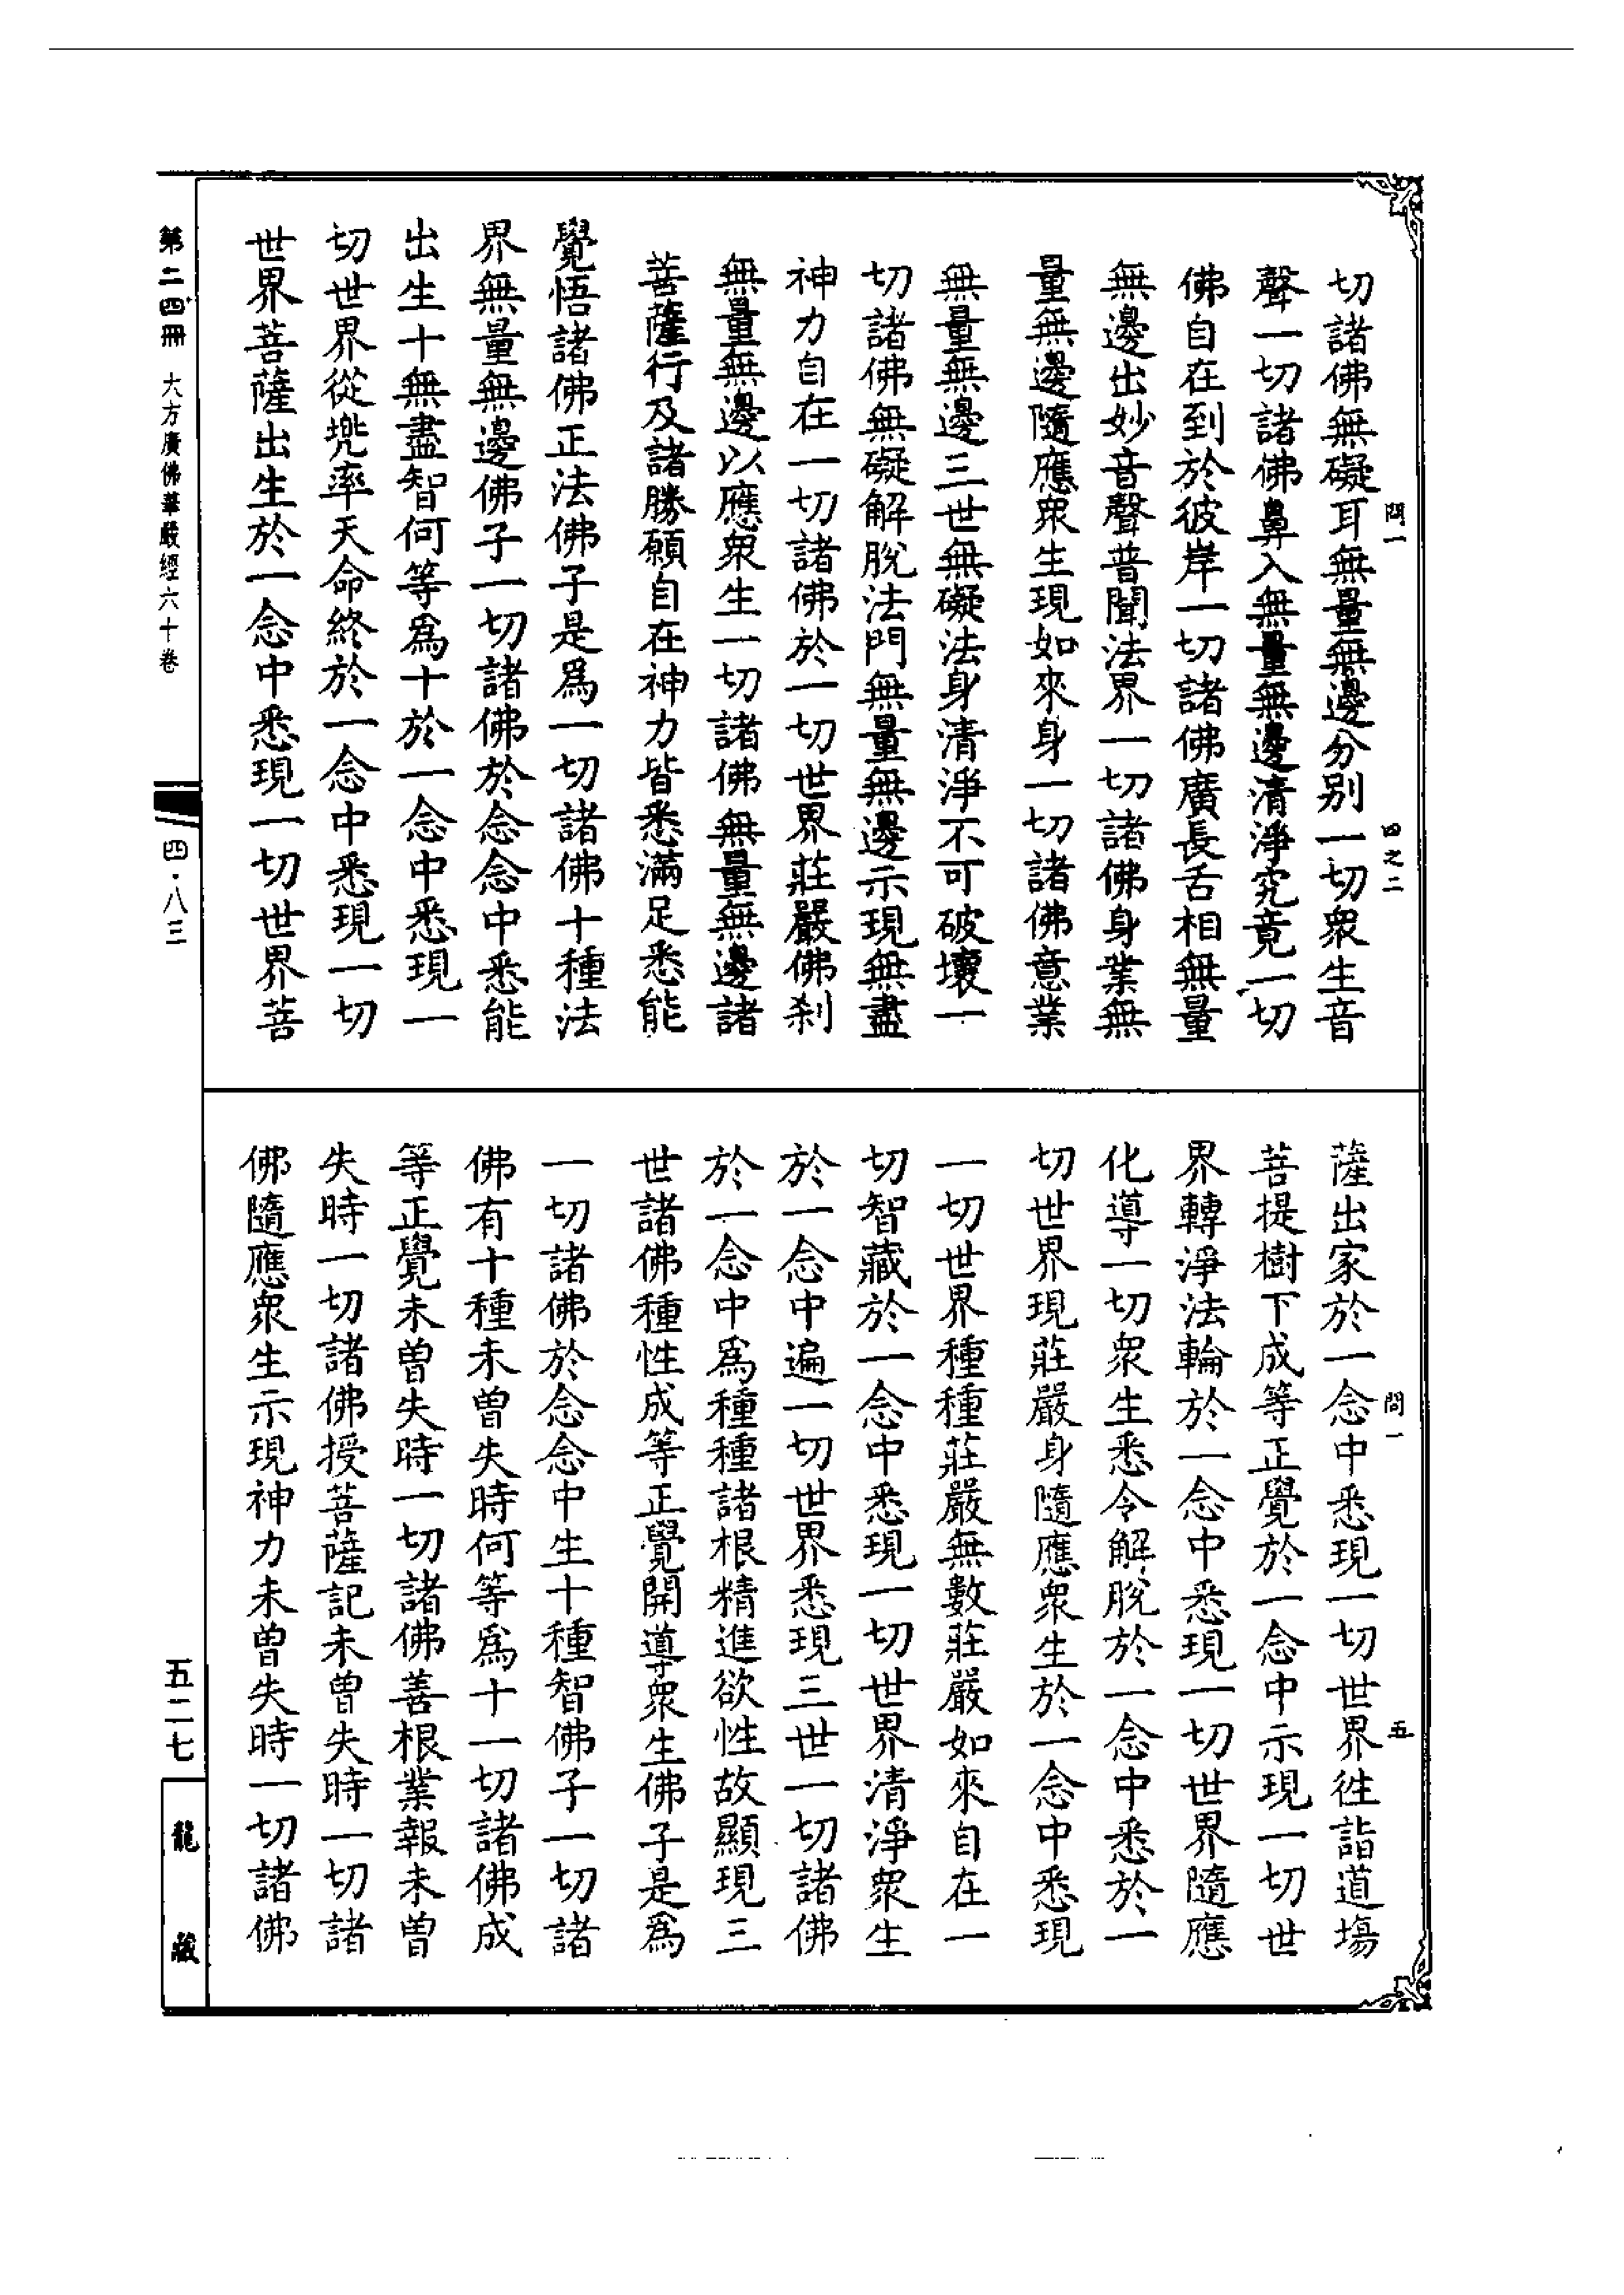 切諸佛無礙耳無量無邊分別一切衆生音
聲一切諸佛鼻入無量無邊清淨究竟一切
佛自在到於彼岸一切諸佛廣長舌相無量
無邊出妙音聲普聞法界一切諸佛身業無
量無邊隨應衆生現如來身一切諸佛意業
無量無邊三世無礙法身清淨不可破壞一
切諸佛無礙解脫法門無量無邊示現無盡
神力自在一切諸佛於一切世界莊嚴佛刹
無量無邊以應衆生一切諸佛無量無邊諸
菩薩行及諸勝願自在神力皆悉滿足悉能
覺悟諸佛正法佛子是爲一切諸佛十種法
界無量無邊佛子一切諸佛於念念中悉能
出生十無盡智何等爲十於一念中悉現一
切世界從兠率天命終於一念中悉現一切
世界菩薩出生於一念中悉現一切世界菩
問一
四之二
薩出家於一念中悉現一切世界徃詣道塲
菩提樹下成等正覺於一念中示現一切世
界轉淨法輪於一念中悉現一切世界隨應
化導一切衆生悉令解脫於一念中悉於一
切世界現莊嚴身隨應衆生於一念中悉現
一切世界種種莊嚴無數莊嚴如來自在一
切智藏於一念中悉現一切世界清淨衆生
於一念中遍一切世界悉現三世一切諸佛
於一念中爲種種諸根精進欲性故顯現三
世諸佛種性成等正覺開導衆生佛子是爲
一切諸佛於念念中生十種智佛子一切諸
佛有十種未曾失時何等爲十一切諸佛成
等正覺未曾失時一切諸佛善根業報未曾
失時一切諸佛授菩薩記未曾失時一切諸
佛隨應衆生示現神力未曾失時一切諸佛
問一
五
第二四冊 大方廣佛華嚴經六十卷
四·八三
五二七
龍藏